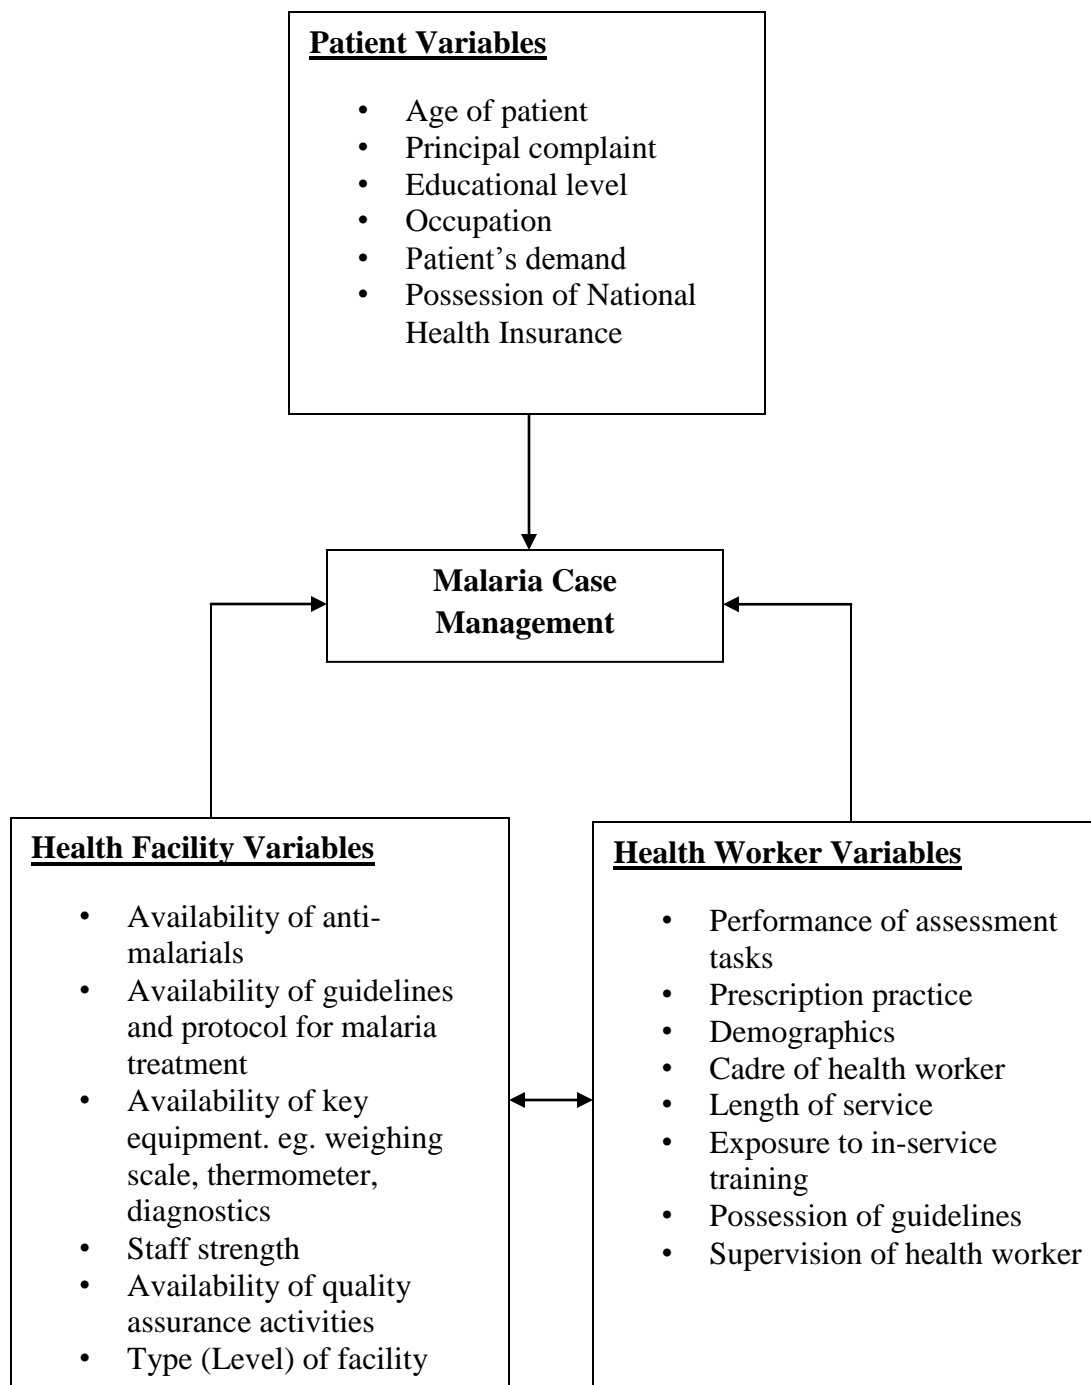 Patient Variables
• Age of patient
• Principal complaint
• Educational level
• Occupation
• Patient’s demand
• Possession of National
Health Insurance
Malaria Case
Management
Health Facility Variables
• Availability of anti-
malarials
• Availability of guidelines
and protocol for malaria
treatment
• Availability of key
equipment. eg. weighing
scale, thermometer,
diagnostics
• Staff strength
• Availability of quality
assurance activities
• Type (Level) of facility
Health Worker Variables
• Performance of assessment
tasks
• Prescription practice
• Demographics
• Cadre of health worker
• Length of service
• Exposure to in-service
training
• Possession of guidelines
• Supervision of health worker